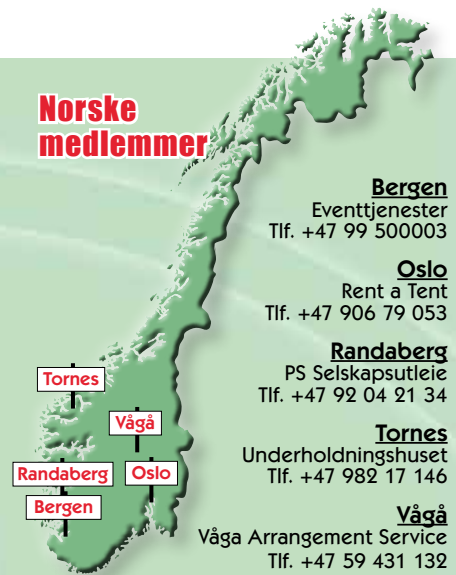 Norske
medlemmer
Bergen
Eventtjenester
Tlf. +47 99 500003
Oslo
Rent a Tent
Tlf. +47 906 79 053
Randaberg
PS Selskapsutleie
Tlf. +47 92 04 21 34
Tornes
Underholdningshuset
Tlf. +47 982 17 146
Vågå
Våga Arrangement Service
Tlf. +47 59 431 132
Tornes
Vågå
Randaberg
Oslo
Bergen